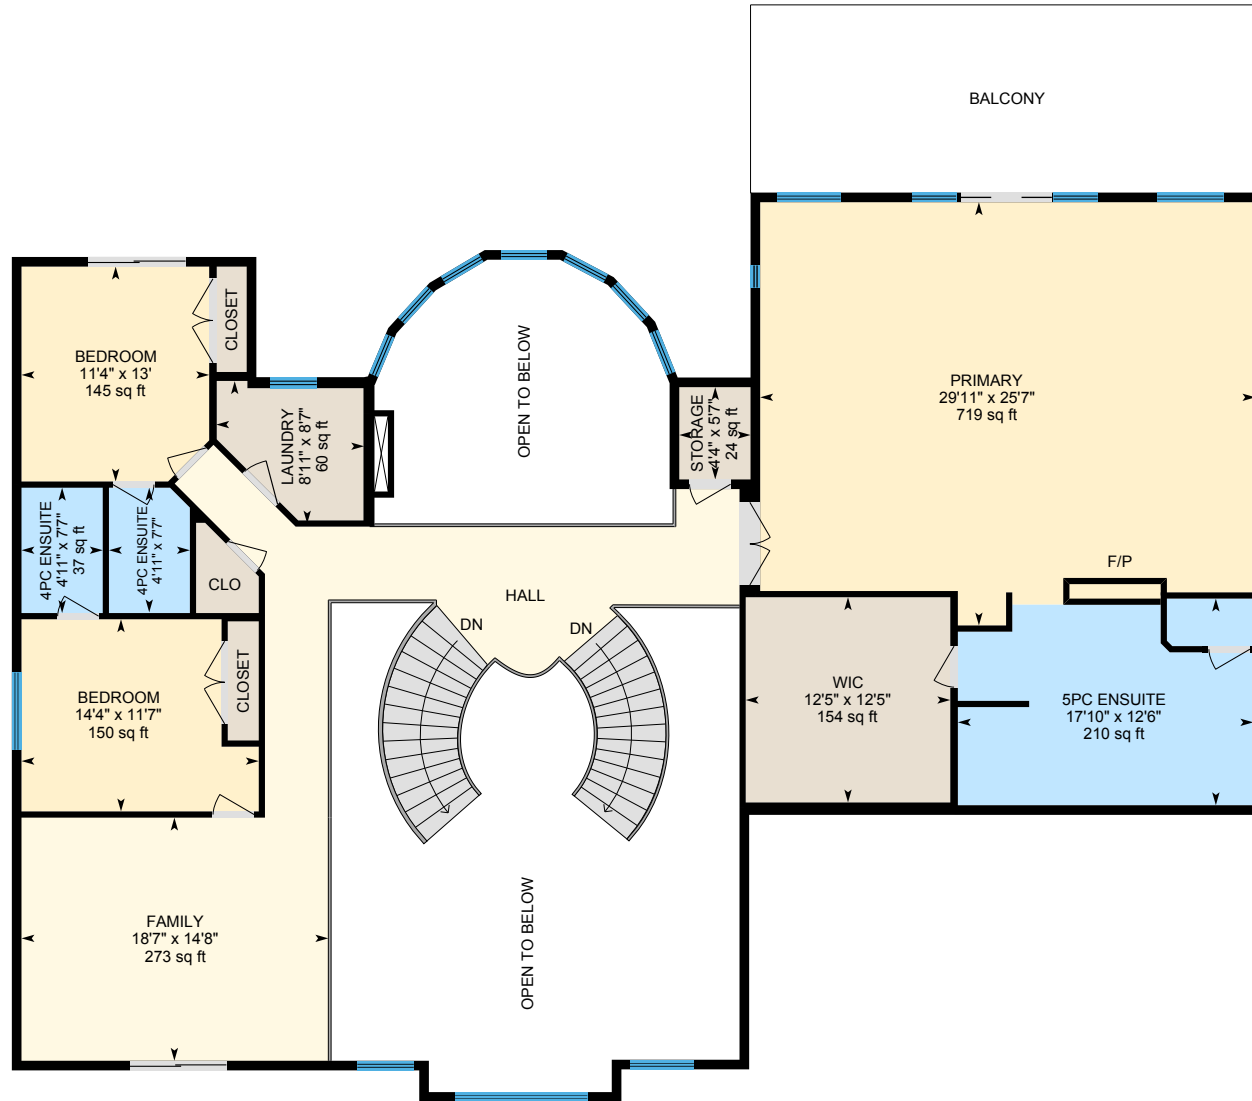 BALCONY
BEDROOM
11'4" x 13'
145 sq ft
CLOSET
OPEN TO BELOW
PRIMARY
29'11" x 25'7"
719 sq ft
LAUNDRY
8'11" x 8'7"
60 sq ft
STORAGE
4'4" x 5'7"
24 sq ft
4PC ENSUITE
4'11" x 7'7"
37 sq ft
4PC ENSUITE
4'11" x 7'7"
CLO
HALL
F/P
DN
DN
BEDROOM
14'4" x 11'7"
150 sq ft
CLOSET
WIC
12'5" x 12'5"
154 sq ft
5PC ENSUITE
17'10" x 12'6"
210 sq ft
FAMILY
18'7" x 14'8"
273 sq ft
OPEN TO BELOW